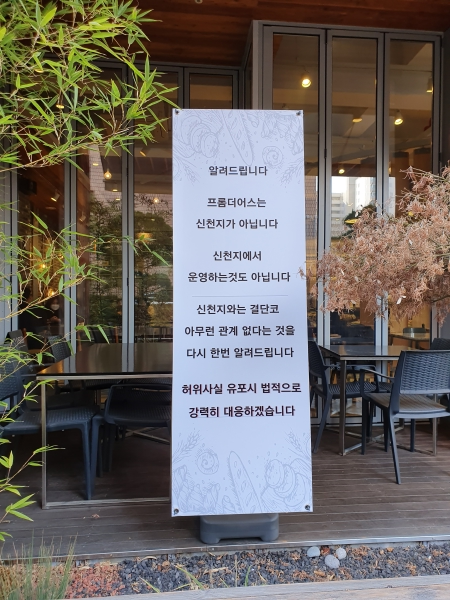 알려드립니다
프롬더어스는
신천지가 아닙니다
신천지에서
운영하는것도 아닙니다
신천지와는 결단코
아무런 관계 없다는 것을
다시 한번 알려드립니다
허위사실 유포시 법적으로
강력히 대응하겠습니다